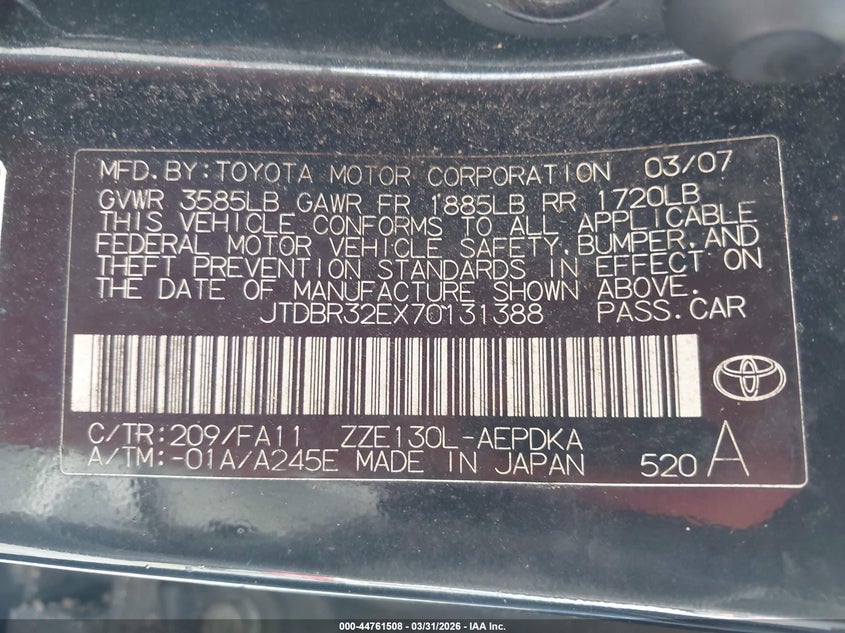 MFD.BY:TOYOTA MOTOR CORPORATION 03/07
GVWR 3585LB GAWR FR 1885LB RR 1720LB
THIS VEHICLE CONFORMS TO ALL APPLICABLE
FEDERAL MOTOR VEHICLE SAFETY,BUMPER,AND
THEFT PREVENTION STANDARDS IN EFFECT ON
THE DATE OF MANUFACTURE SHOWN ABOVE.
JTDBR32EX70131388 PASS.CAR
C/TR:209/FA11 ZZE130L-AEPDKA
A/TM:-01A/A245E MADE IN JAPAN 520 A
000-44761508 - 03/31/2026 - IAA Inc.